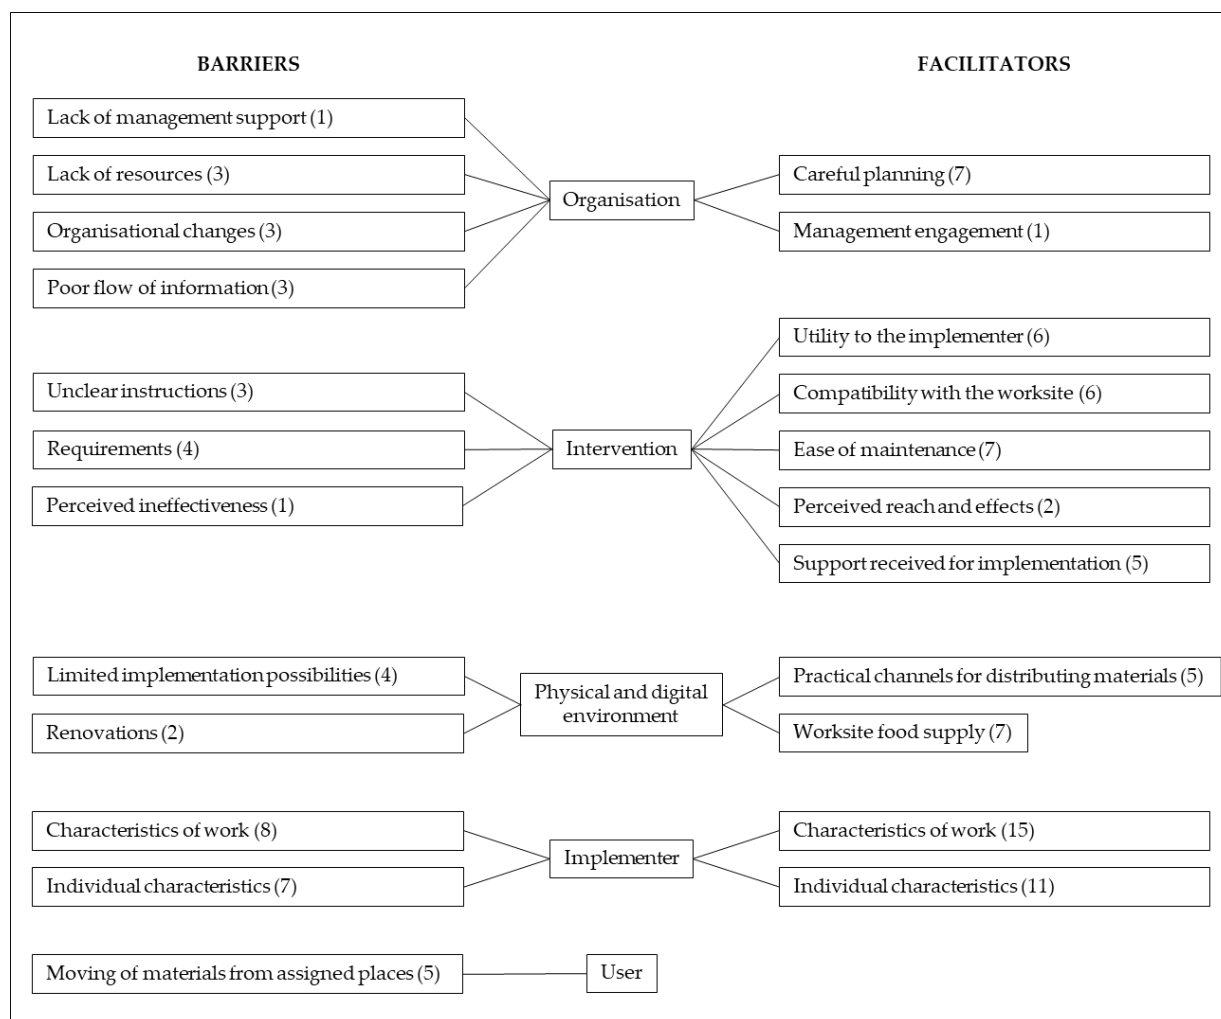 BARRIERS
FACILITATORS
Lack of management support (1)
Lack of resources (3)
Organisational changes (3)
Poor flow of information (3)
Organisation
Careful planning (7)
Management engagement (1)
Unclear instructions (3)
Requirements (4)
Perceived ineffectiveness (1)
Intervention
Utility to the implementer (6)
Compatibility with the worksite (6)
Ease of maintenance (7)
Perceived reach and effects (2)
Support received for implementation (5)
Limited implementation possibilities (4)
Renovations (2)
Physical and digital
environment
Practical channels for distributing materials (5)
Worksite food supply (7)
Characteristics of work (8)
Individual characteristics (7)
Implementer
Characteristics of work (15)
Individual characteristics (11)
Moving of materials from assigned places (5)
User